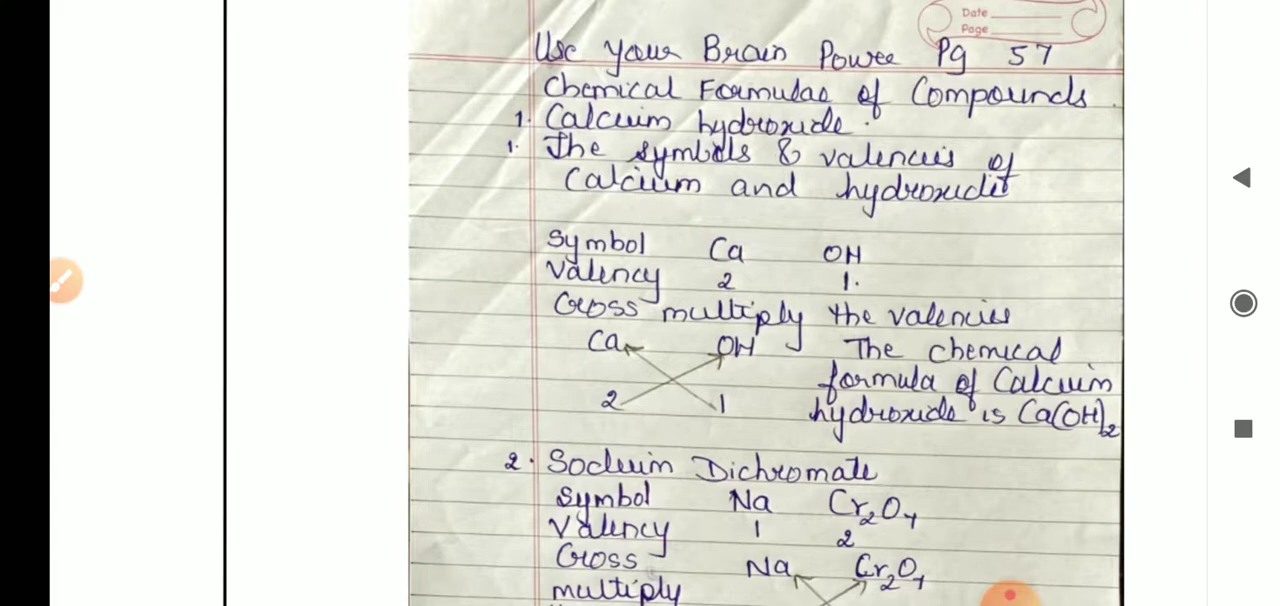 Date
Page
Use your Brain Power Pg 57
Chemical Formulae of Compounds.
1. Calcium hydroxide.
1. The symbols & valencies of
Calcium and hydroxide
Symbol Ca OH
Valency 2 1.
Cross multiply the valencies
Ca OH The chemical
formula of Calcium
2 1 hydroxide is Ca(OH)2
2. Sodium Dichromate
Symbol Na Cr2O7
Valency 1 2
Cross Na Cr2O7
multiply